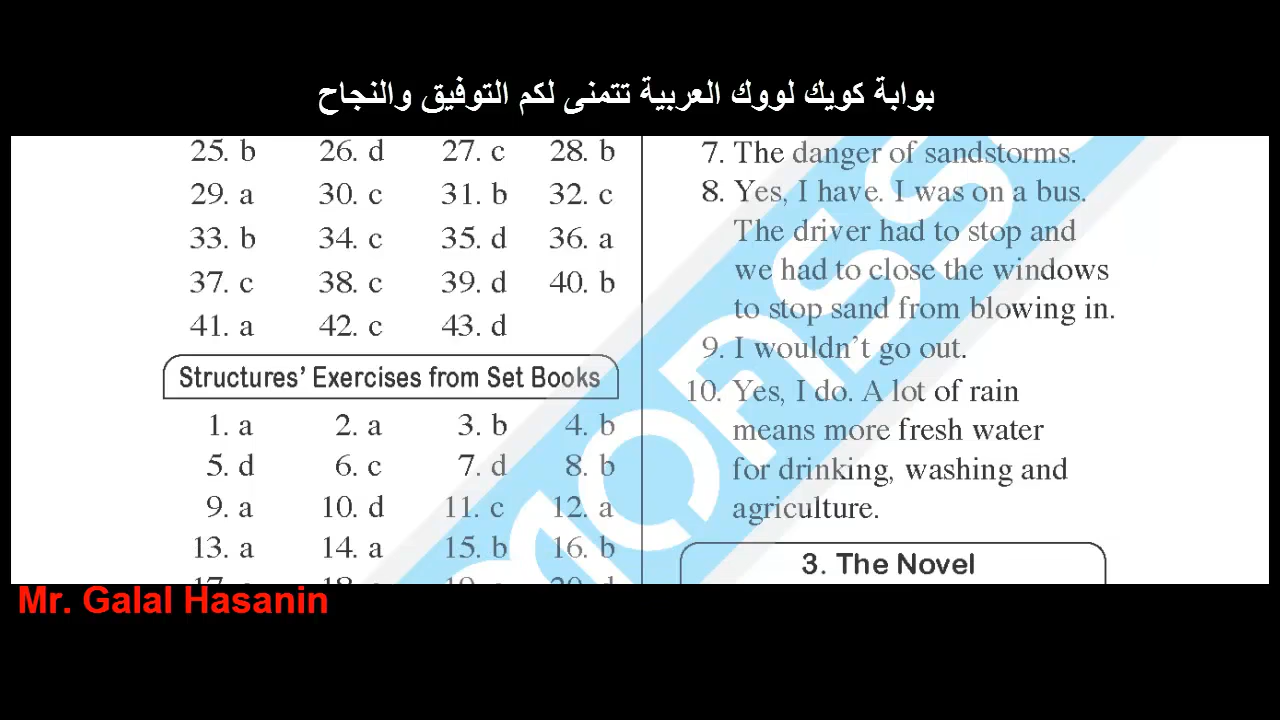 بوابة كويك لووك العربية تتمنى لكم التوفيق والنجاح
25. b 26. d 27. c 28. b
29. a 30. c 31. b 32. c
33. b 34. c 35. d 36. a
37. c 38. c 39. d 40. b
41. a 42. c 43. d
Structures' Exercises from Set Books
1. a 2. a 3. b 4. b
5. d 6. c 7. d 8. b
9. a 10. d 11. c 12. a
13. a 14. a 15. b 16. b
7. The danger of sandstorms.
8. Yes, I have. I was on a bus.
The driver had to stop and
we had to close the windows
to stop sand from blowing in.
9. I wouldn't go out.
10. Yes, I do. A lot of rain
means more fresh water
for drinking, washing and
agriculture.
3. The Novel
Mr. Galal Hasanin